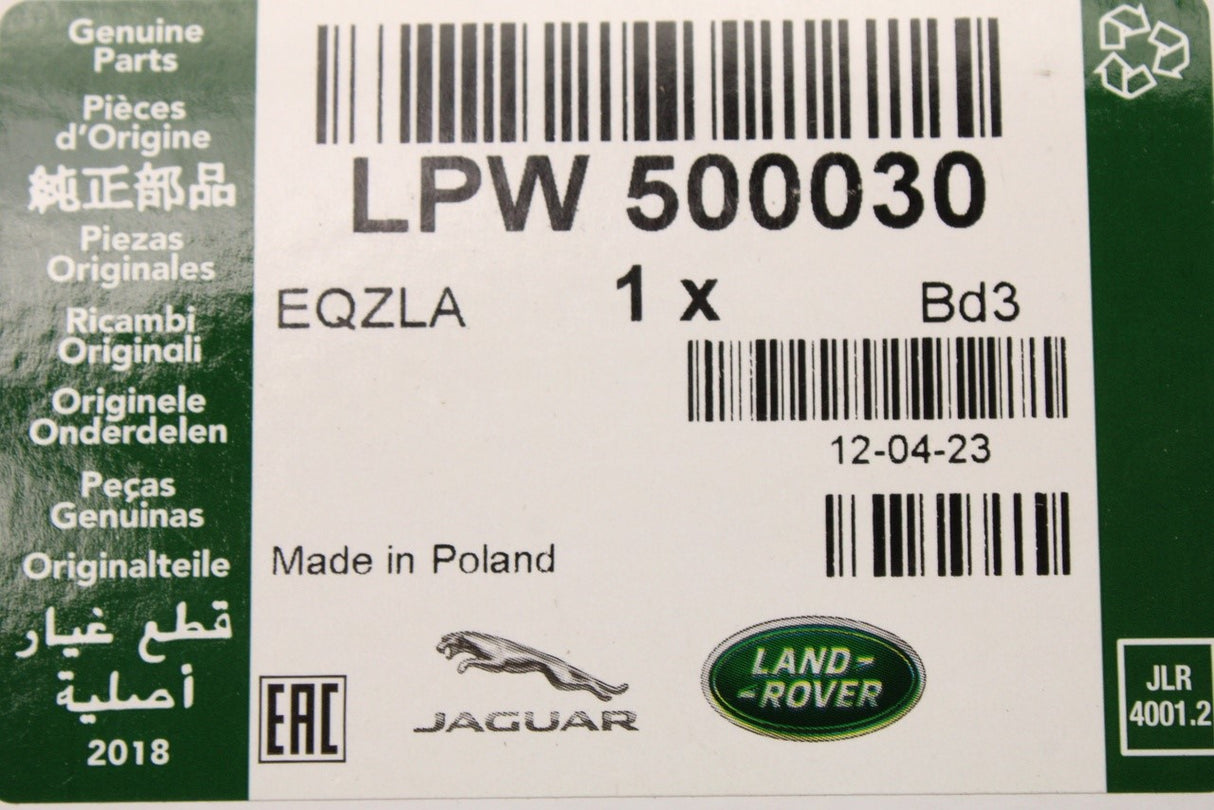 Genuine
Parts
Pièces
d'Origine
純正部品
Piezas
Originales
Ricambi
Originali
Originele
Onderdelen
Peças
Genuinas
Originalteile
قطع غيار
أصلية
2018
LPW 500030
EQZLA 1 x Bd3
12-04-23
Made in Poland
EAC
JAGUAR
LAND-
-ROVER
JLR
4001.2